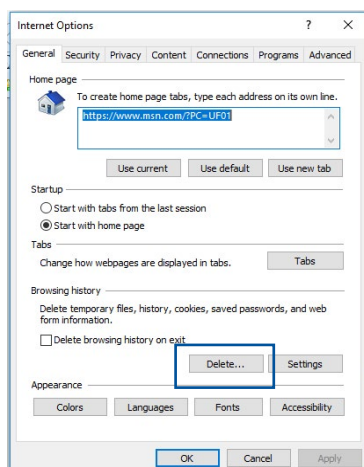 Internet Options ? X
General Security Privacy Content Connections Programs Advanced
Home page
To create home page tabs, type each address on its own line.
https://www.msn.com/?PC=UF01
Use current Use default Use new tab
Startup
Start with tabs from the last session
Start with home page
Tabs
Change how webpages are displayed in tabs. Tabs
Browsing history
Delete temporary files, history, cookies, saved passwords, and web
form information.
Delete browsing history on exit
Delete... Settings
Appearance
Colors Languages Fonts Accessibility
OK Cancel Apply